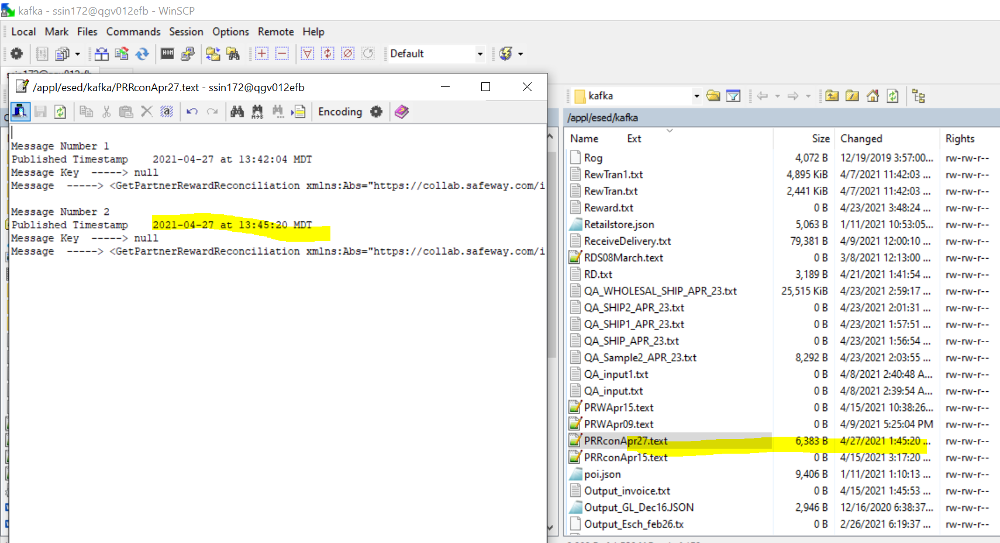 kafka - ssin172@qgv012efb - WinSCP
Local Mark Files Commands Session Options Remote Help
Default
/appl/esed/kafka/PRRconApr27.text - ssin172@qgv012efb
Encoding
Message Number 1
Published Timestamp 2021-04-27 at 13:42:04 MDT
Message Key -----> null
Message -----> <GetPartnerRewardReconciliation xmlns:Abs="https://collab.safeway.com/i
Message Number 2
Published Timestamp 2021-04-27 at 13:45:20 MDT
Message Key -----> null
Message -----> <GetPartnerRewardReconciliation xmlns:Abs="https://collab.safeway.com/i
kafka
/appl/esed/kafka
Name Ext Size Changed Rights
Rog 4,072 B 12/19/2019 3:57:00... rw-rw-r--
RewTran1.txt 4,895 KiB 4/7/2021 11:42:03 ... rw-rw-r--
RewTran.txt 2,441 KiB 4/7/2021 11:42:03 ... rw-rw-r--
Reward.txt 0 B 4/23/2021 3:48:24 ... rw-rw-r--
Retailstore.json 5,063 B 1/11/2021 10:53:05... rw-rw-r--
ReceiveDelivery.txt 79,381 B 4/9/2021 12:00:10 ... rw-rw-r--
RDS08March.text 0 B 3/8/2021 12:13:00 ... rw-rw-r--
RD.txt 3,189 B 4/21/2021 1:41:54 ... rw-rw-r--
QA_WHOLESAL_SHIP_APR_23.txt 25,515 KiB 4/23/2021 2:59:17 ... rw-rw-r--
QA_SHIP2_APR_23.txt 0 B 4/23/2021 2:01:31 ... rw-rw-r--
QA_SHIP1_APR_23.txt 0 B 4/23/2021 1:57:51 ... rw-rw-r--
QA_SHIP_APR_23.txt 0 B 4/23/2021 1:56:54 ... rw-rw-r--
QA_Sample2_APR_23.txt 8,292 B 4/23/2021 2:03:55 ... rw-rw-r--
QA_input1.txt 0 B 4/8/2021 2:40:48 A... rw-rw-r--
QA_input.txt 0 B 4/8/2021 2:39:54 A... rw-rw-r--
PRWApr15.text 0 B 4/15/2021 10:38:26... rw-rw-r--
PRWApr09.text 0 B 4/9/2021 5:25:04 PM rw-rw-r--
PRRconApr27.text 6,383 B 4/27/2021 1:45:20 ... rw-rw-r--
PRRconApr15.text 0 B 4/15/2021 3:17:20 ... rw-rw-r--
poi.json 9,406 B 1/11/2021 1:10:13 ... rw-rw-r--
Output_invoice.txt 0 B 4/15/2021 1:45:53 ... rw-rw-r--
Output_GL_Dec16.JSON 2,946 B 12/16/2020 6:38:37... rw-rw-r--
Output_Esch_feb26.tx 0 B 2/26/2021 6:19:37 ... rw-rw-r--